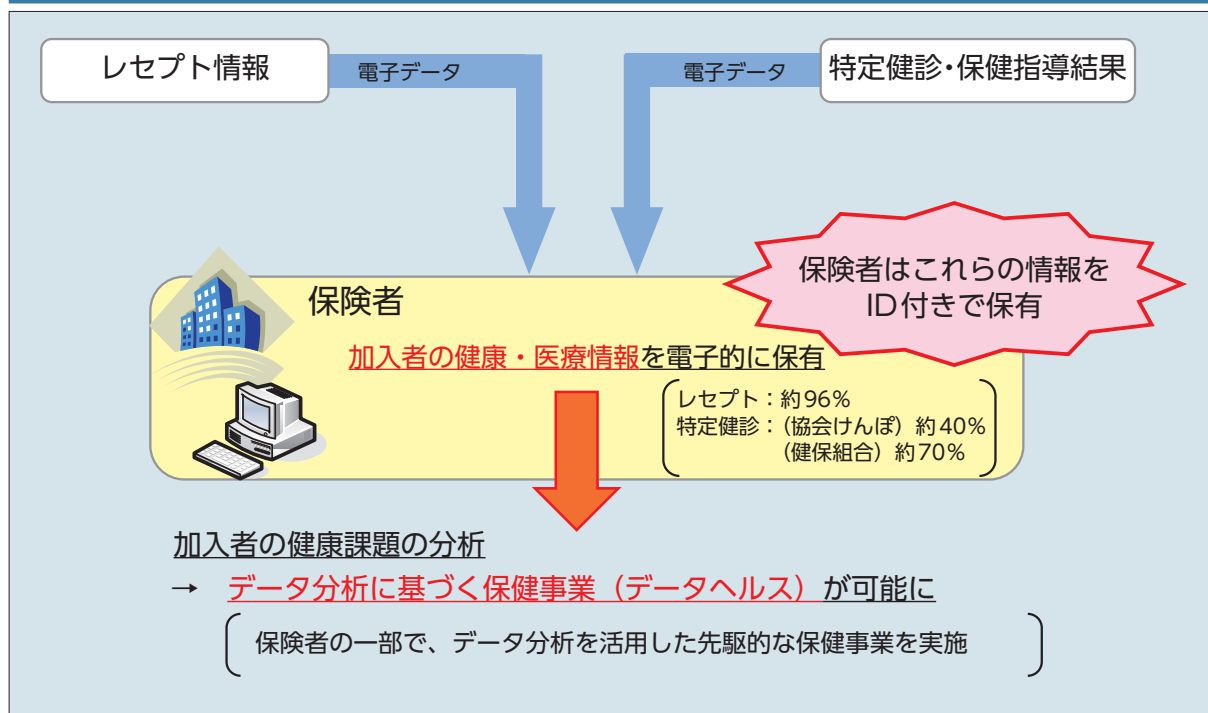 レセプト情報
電子データ
電子データ
特定健診・保健指導結果
保険者はこれらの情報を
ID付きで保有
保険者
加入者の健康・医療情報を電子的に保有
レセプト：約96%
特定健診：（協会けんぽ）約40%
（健保組合）約70%
加入者の健康課題の分析
→ データ分析に基づく保健事業（データヘルス）が可能に
保険者の一部で、データ分析を活用した先駆的な保健事業を実施